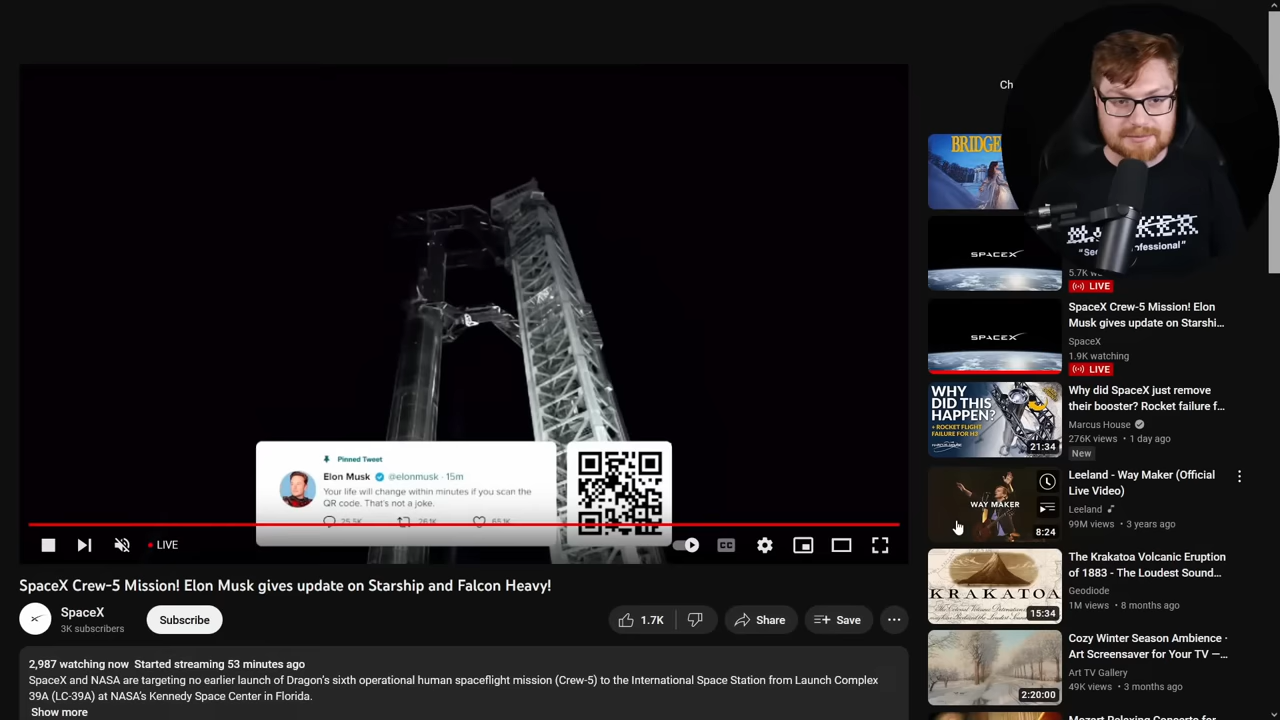 Ch
BRIDGE
SPACEX
5.7K
LIVE
SPACEX
SpaceX Crew-5 Mission! Elon
Musk gives update on Starshi...
SpaceX
1.9K watching
LIVE
WHY
DID THIS
HAPPEN?
+ ROCKET FLIGHT
FAILURE FOR H3
21:34
Why did SpaceX just remove
their booster? Rocket failure f...
Marcus House
276K views • 1 day ago
New
WAY MAKER
8:24
Leeland - Way Maker (Official
Live Video)
Leeland
99M views • 3 years ago
KRAKATOA
15:34
The Krakatoa Volcanic Eruption
of 1883 - The Loudest Sound...
Geodiode
1M views • 8 months ago
2:20:00
Cozy Winter Season Ambience ·
Art Screensaver for Your TV —...
Art TV Gallery
49K views • 3 months ago
Pinned Tweet
Elon Musk @elonmusk · 15m
Your life will change within minutes if you scan the
QR code. That's not a joke.
LIVE
SpaceX Crew-5 Mission! Elon Musk gives update on Starship and Falcon Heavy!
SpaceX
3K subscribers
Subscribe
1.7K
Share
Save
2,987 watching now Started streaming 53 minutes ago
SpaceX and NASA are targeting no earlier launch of Dragon's sixth operational human spaceflight mission (Crew-5) to the International Space Station from Launch Complex
39A (LC-39A) at NASA's Kennedy Space Center in Florida.
Show more